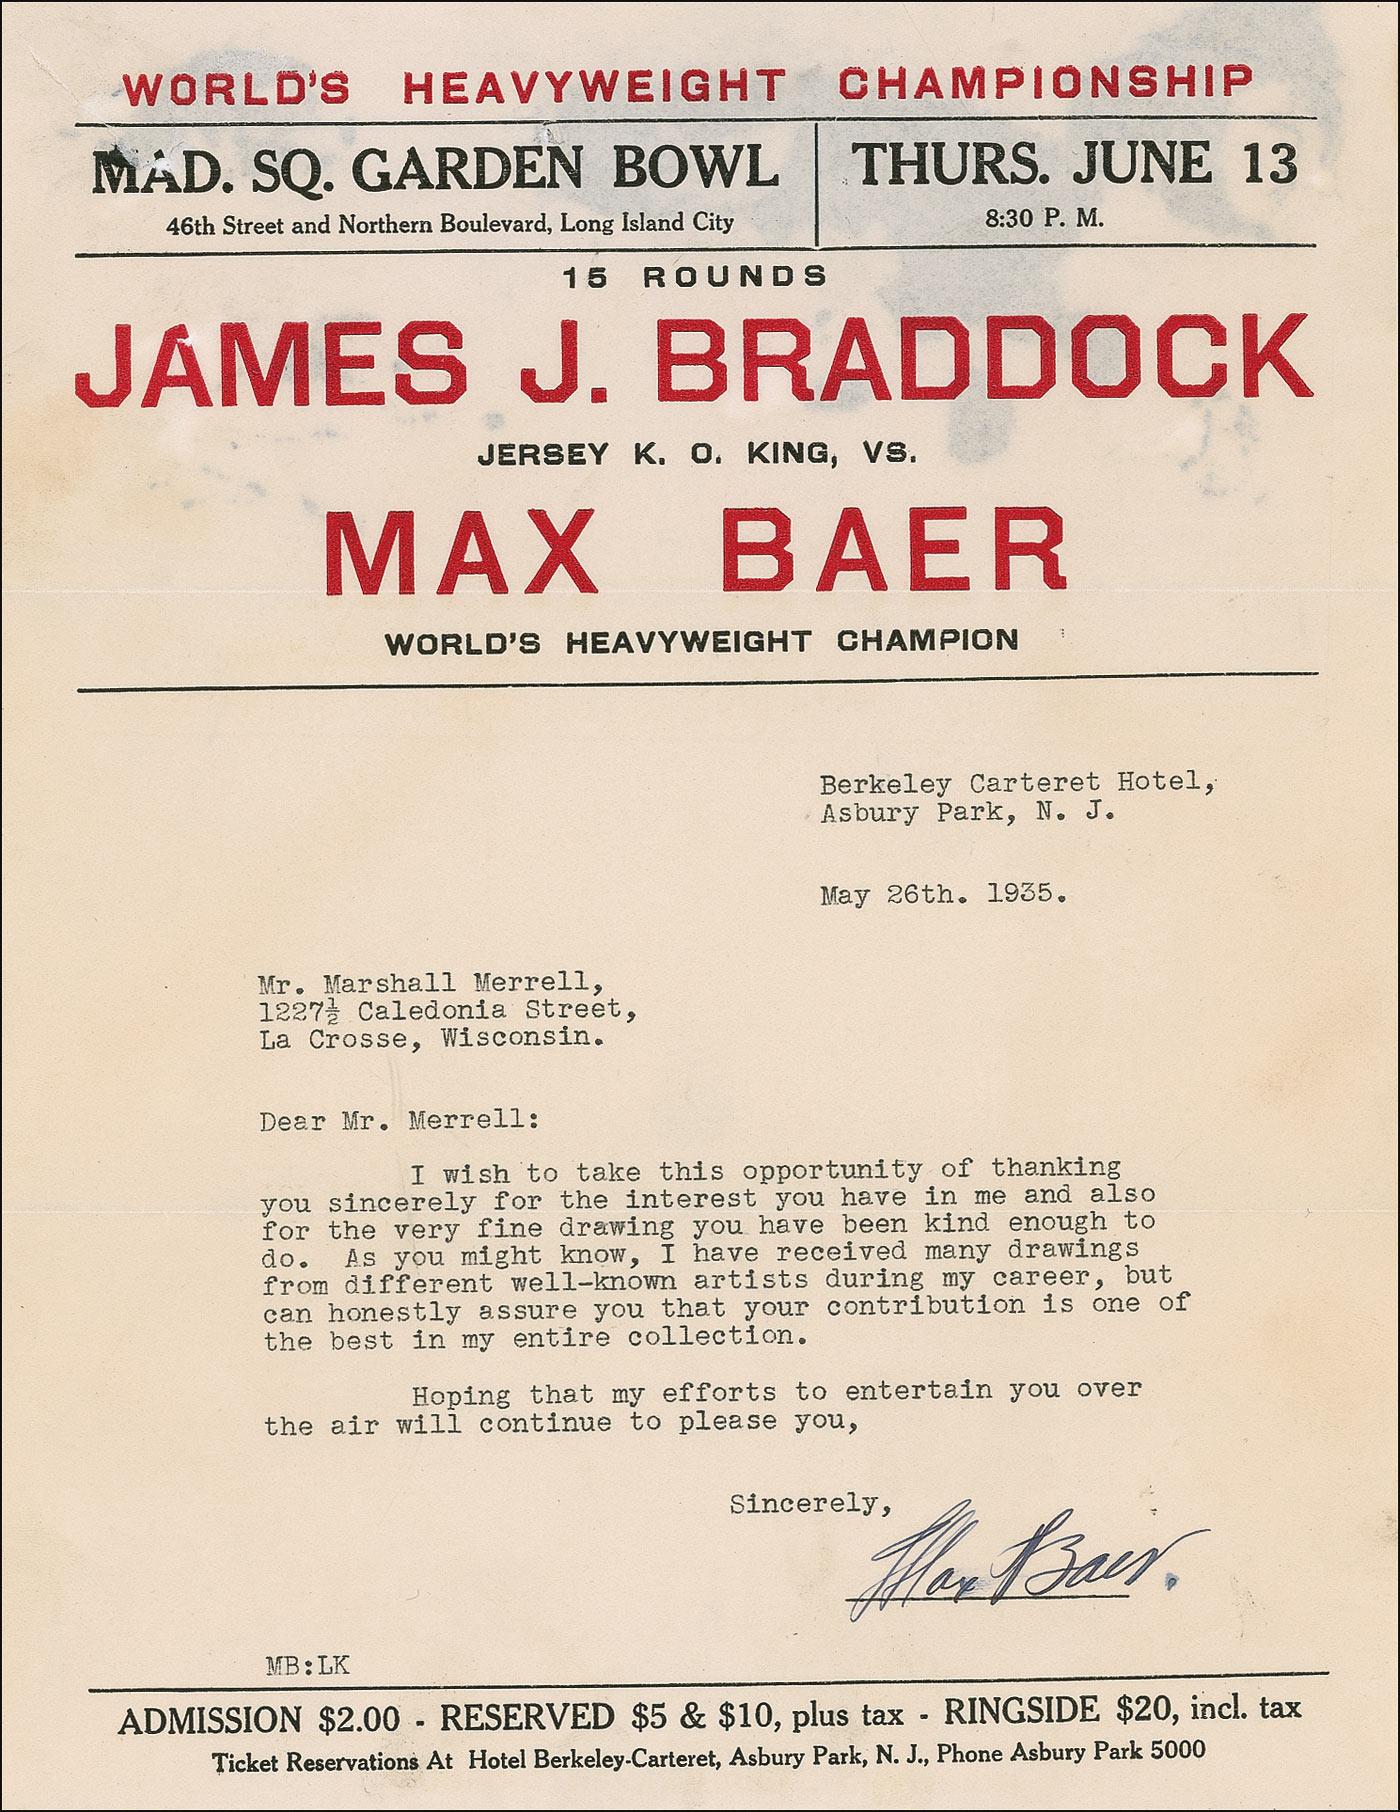 WORLD'S HEAVYWEIGHT CHAMPIONSHIP
MAD. SQ. GARDEN BOWL
46th Street and Northern Boulevard, Long Island City
THURS. JUNE 13
8:30 P. M.
15 ROUNDS
JAMES J. BRADDOCK
JERSEY K. O. KING, VS.
MAX BAER
WORLD'S HEAVYWEIGHT CHAMPION
Berkeley Carteret Hotel,
Asbury Park, N. J.
May 26th. 1935.
Mr. Marshall Merrell,
1227½ Caledonia Street,
La Crosse, Wisconsin.
Dear Mr. Merrell:
I wish to take this opportunity of thanking
you sincerely for the interest you have in me and also
for the very fine drawing you have been kind enough to
do. As you might know, I have received many drawings
from different well-known artists during my career, but
can honestly assure you that your contribution is one of
the best in my entire collection.
Hoping that my efforts to entertain you over
the air will continue to please you,
Sincerely,
Max Baer.
MB:LK
ADMISSION $2.00 - RESERVED $5 & $10, plus tax - RINGSIDE $20, incl. tax
Ticket Reservations At Hotel Berkeley-Carteret, Asbury Park, N. J., Phone Asbury Park 5000